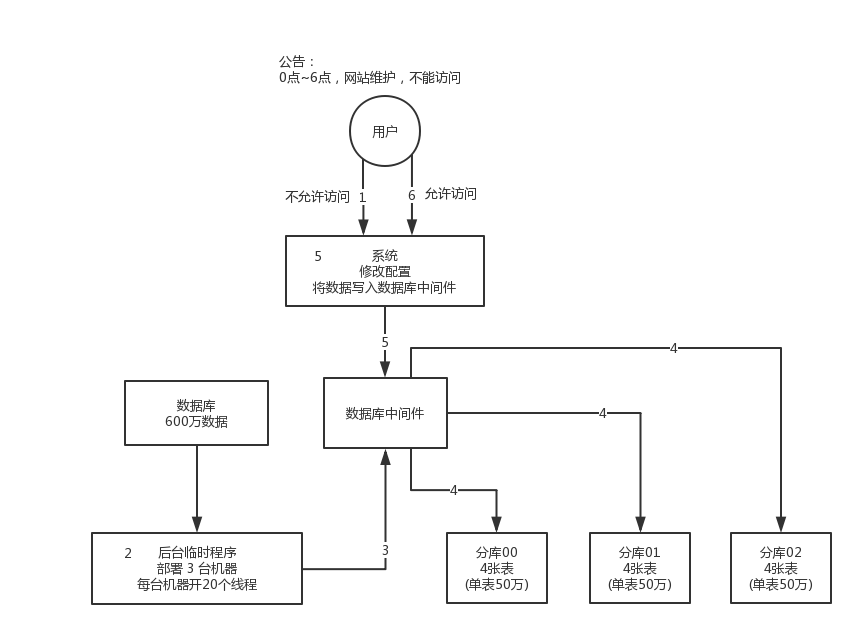 公告：
0点~6点，网站维护，不能访问
用户
不允许访问 1
6 允许访问
5 系统
修改配置
将数据写入数据库中间件
5
4
数据库
600万数据
数据库中间件
4
4
2 后台临时程序
部署 3 台机器
每台机器开20个线程
3
分库00
4张表
(单表50万)
分库01
4张表
(单表50万)
分库02
4张表
(单表50万)